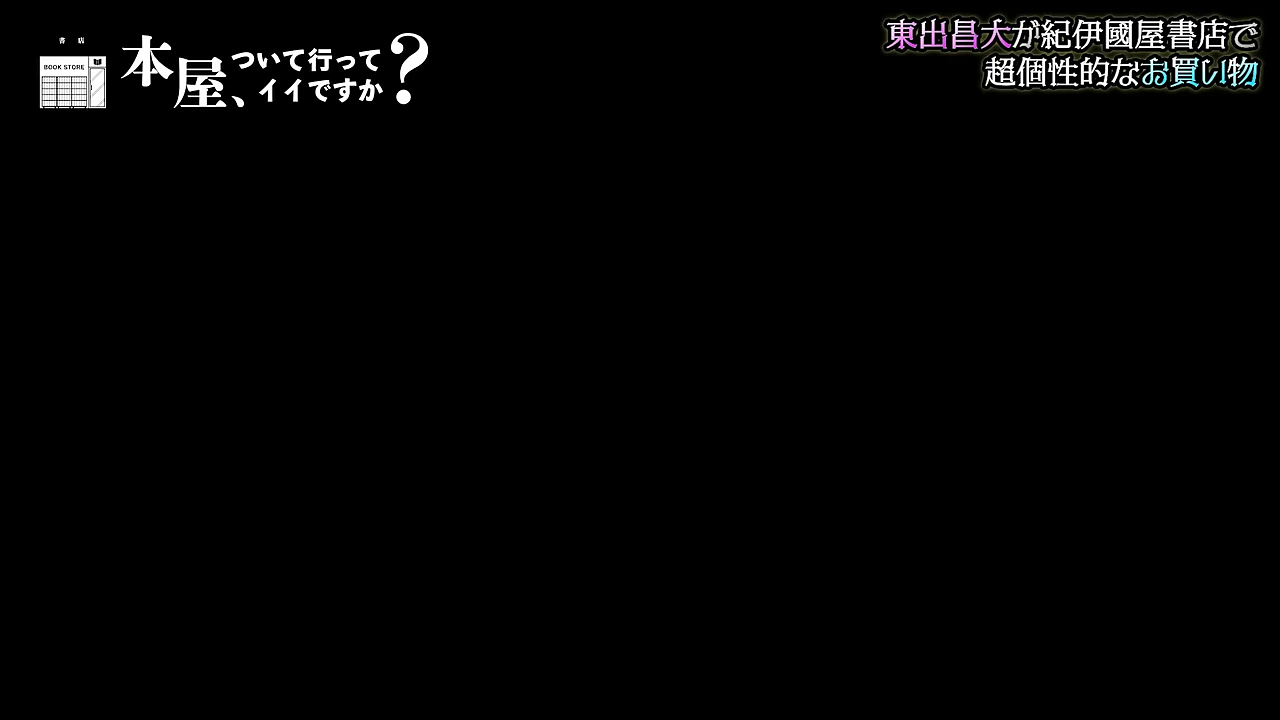 書店
BOOK STORE
本屋、ついて行って
イイですか?
東出昌大が紀伊國屋書店で
超個性的なお買い物